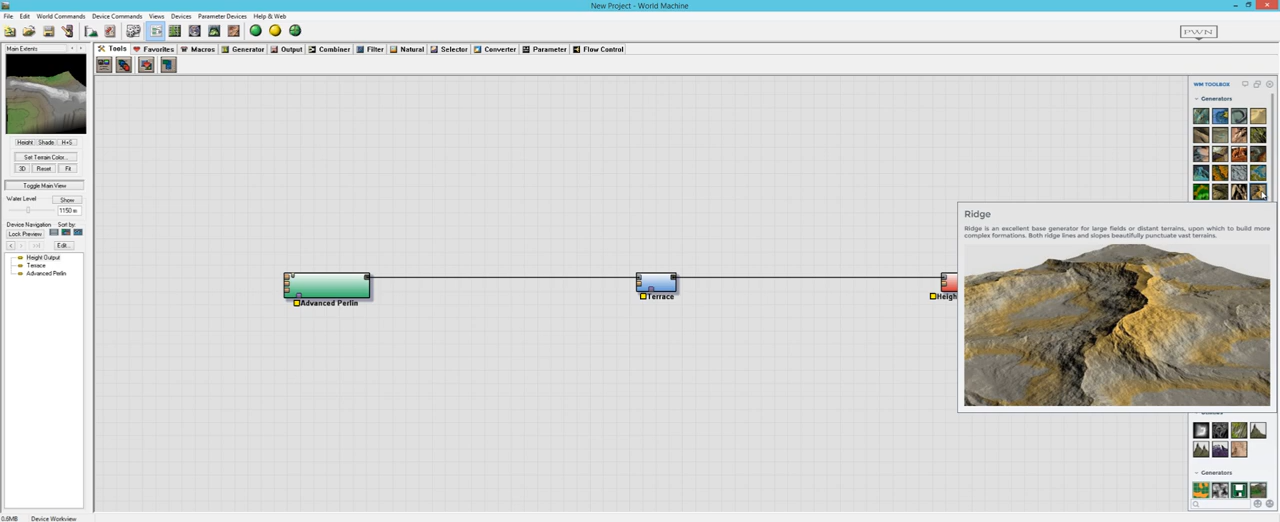 New Project - World Machine
File Edit World Commands Device Commands Views Devices Parameter Devices Help & Web
PWN
Main Extents
Tools Favorites Macros Generator Output Combiner Filter Natural Selector Converter Parameter Flow Control
WM TOOLBOX
Generators
Height Shade H+S
Set Terrain Color...
3D Reset Fit
Toggle Main View
Water Level Show
1150 m
Device Navigation Sort by:
Lock Preview
Edit...
Height Output
Terrace
Advanced Perlin
Advanced Perlin
Terrace
Heigh
Ridge
Ridge is an excellent base generator for large fields or distant terrains, upon which to build more
complex formations. Both ridge lines and slopes beautifully punctuate vast terrains.
Generators
0.6MB Device Workview